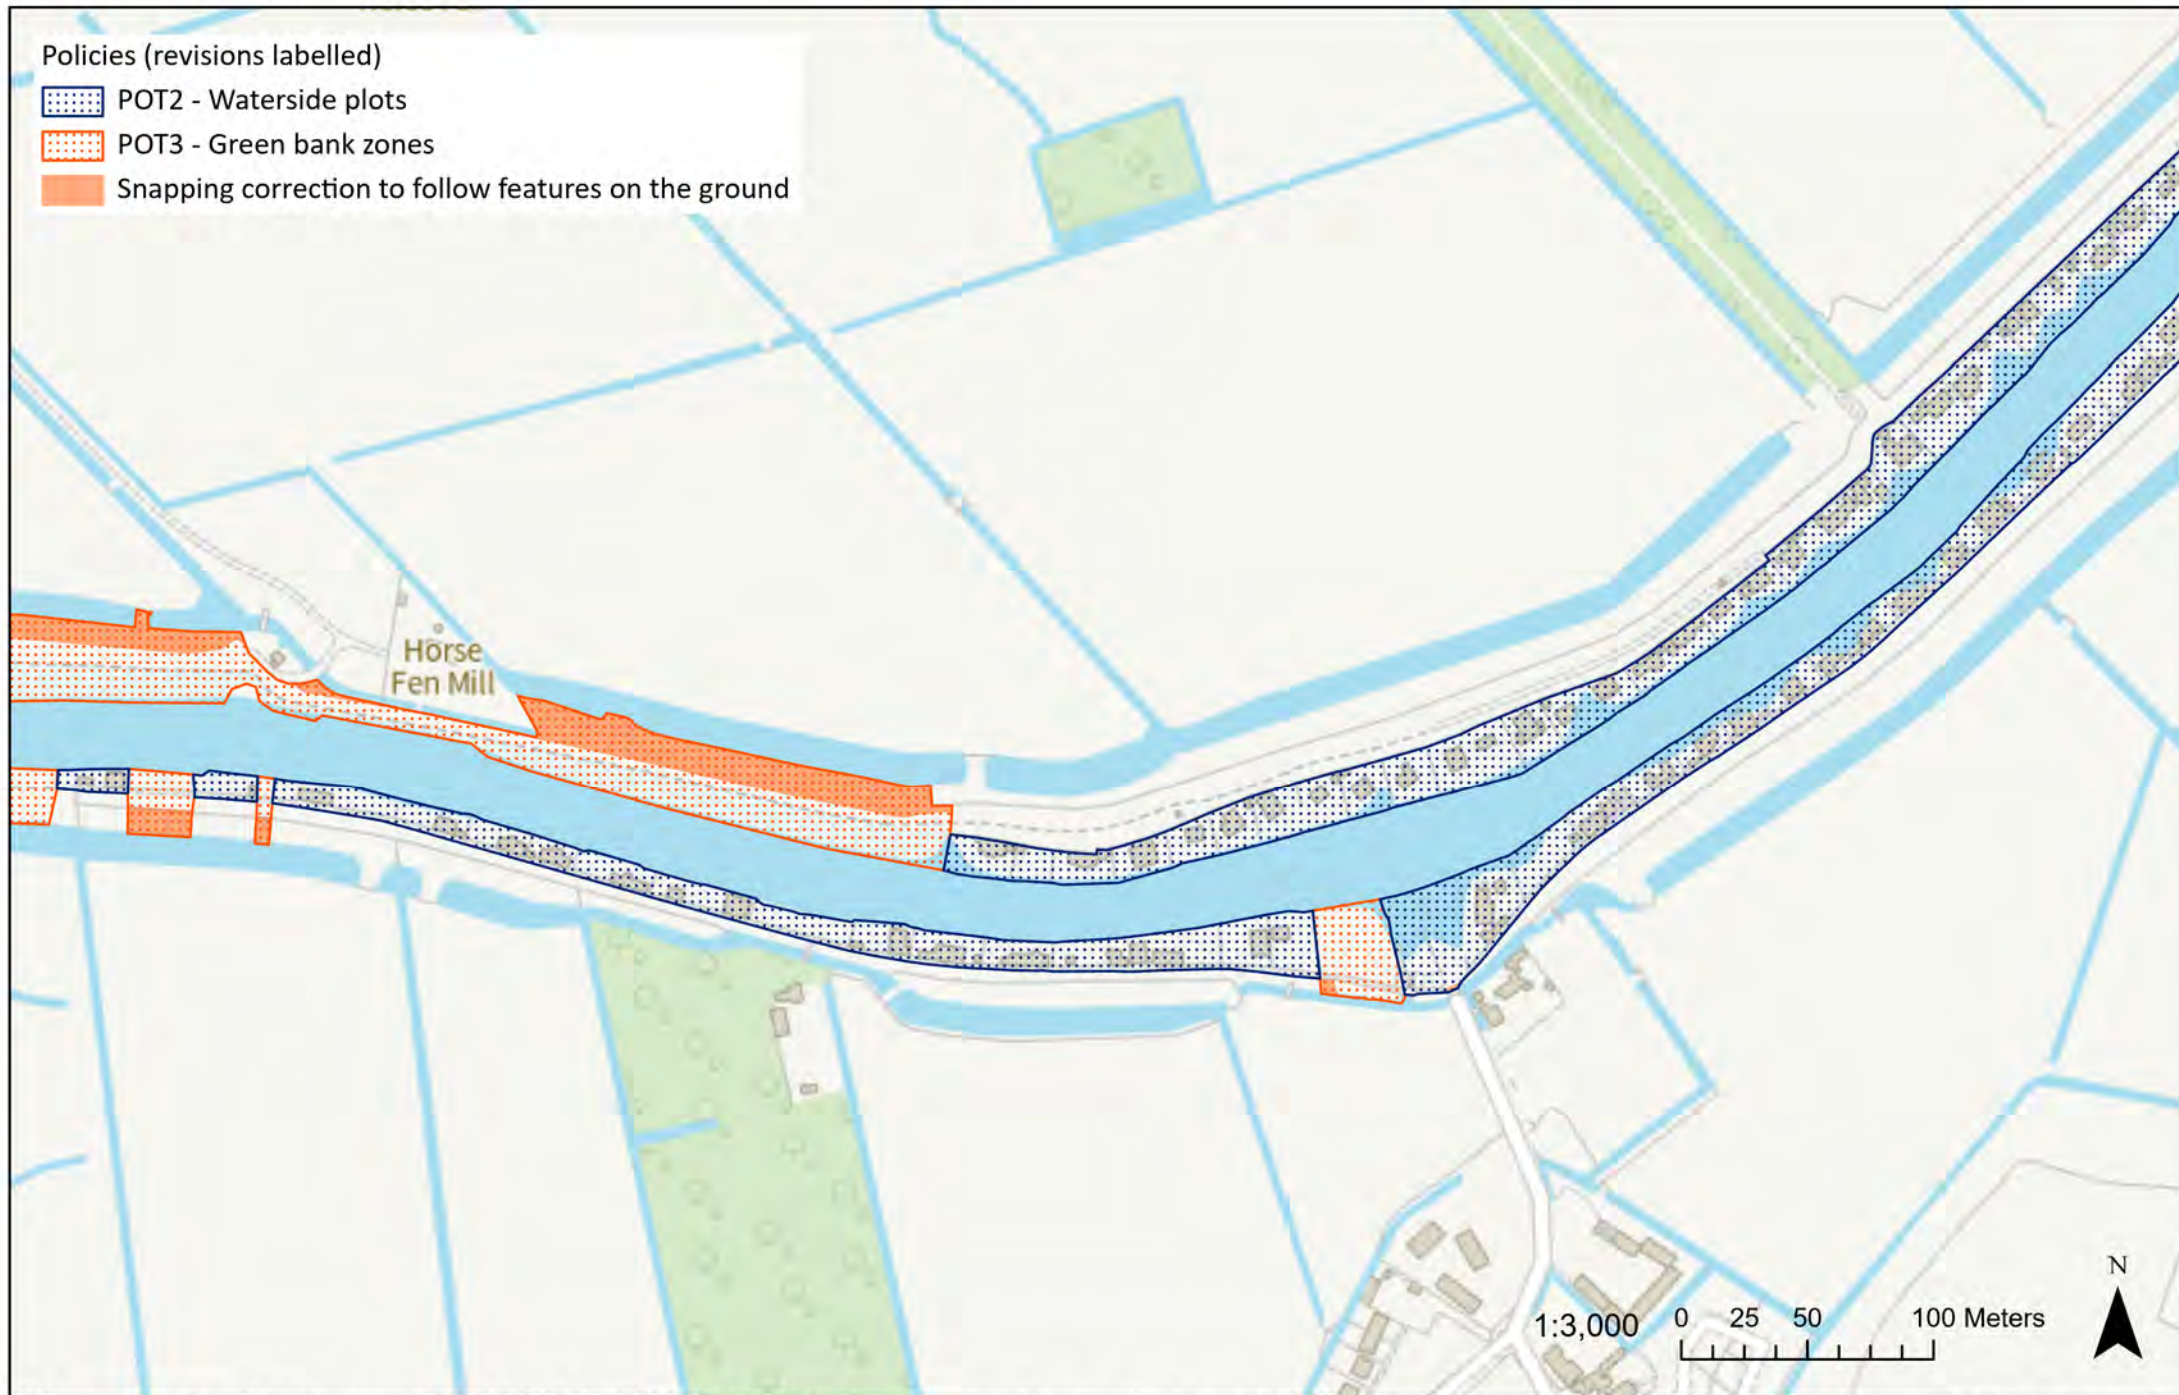 Policies (revisions labelled)
POT2 - Waterside plots
POT3 - Green bank zones
Snapping correction to follow features on the ground
Horse
Fen Mill
N
1:3,000
0 25 50 100 Meters